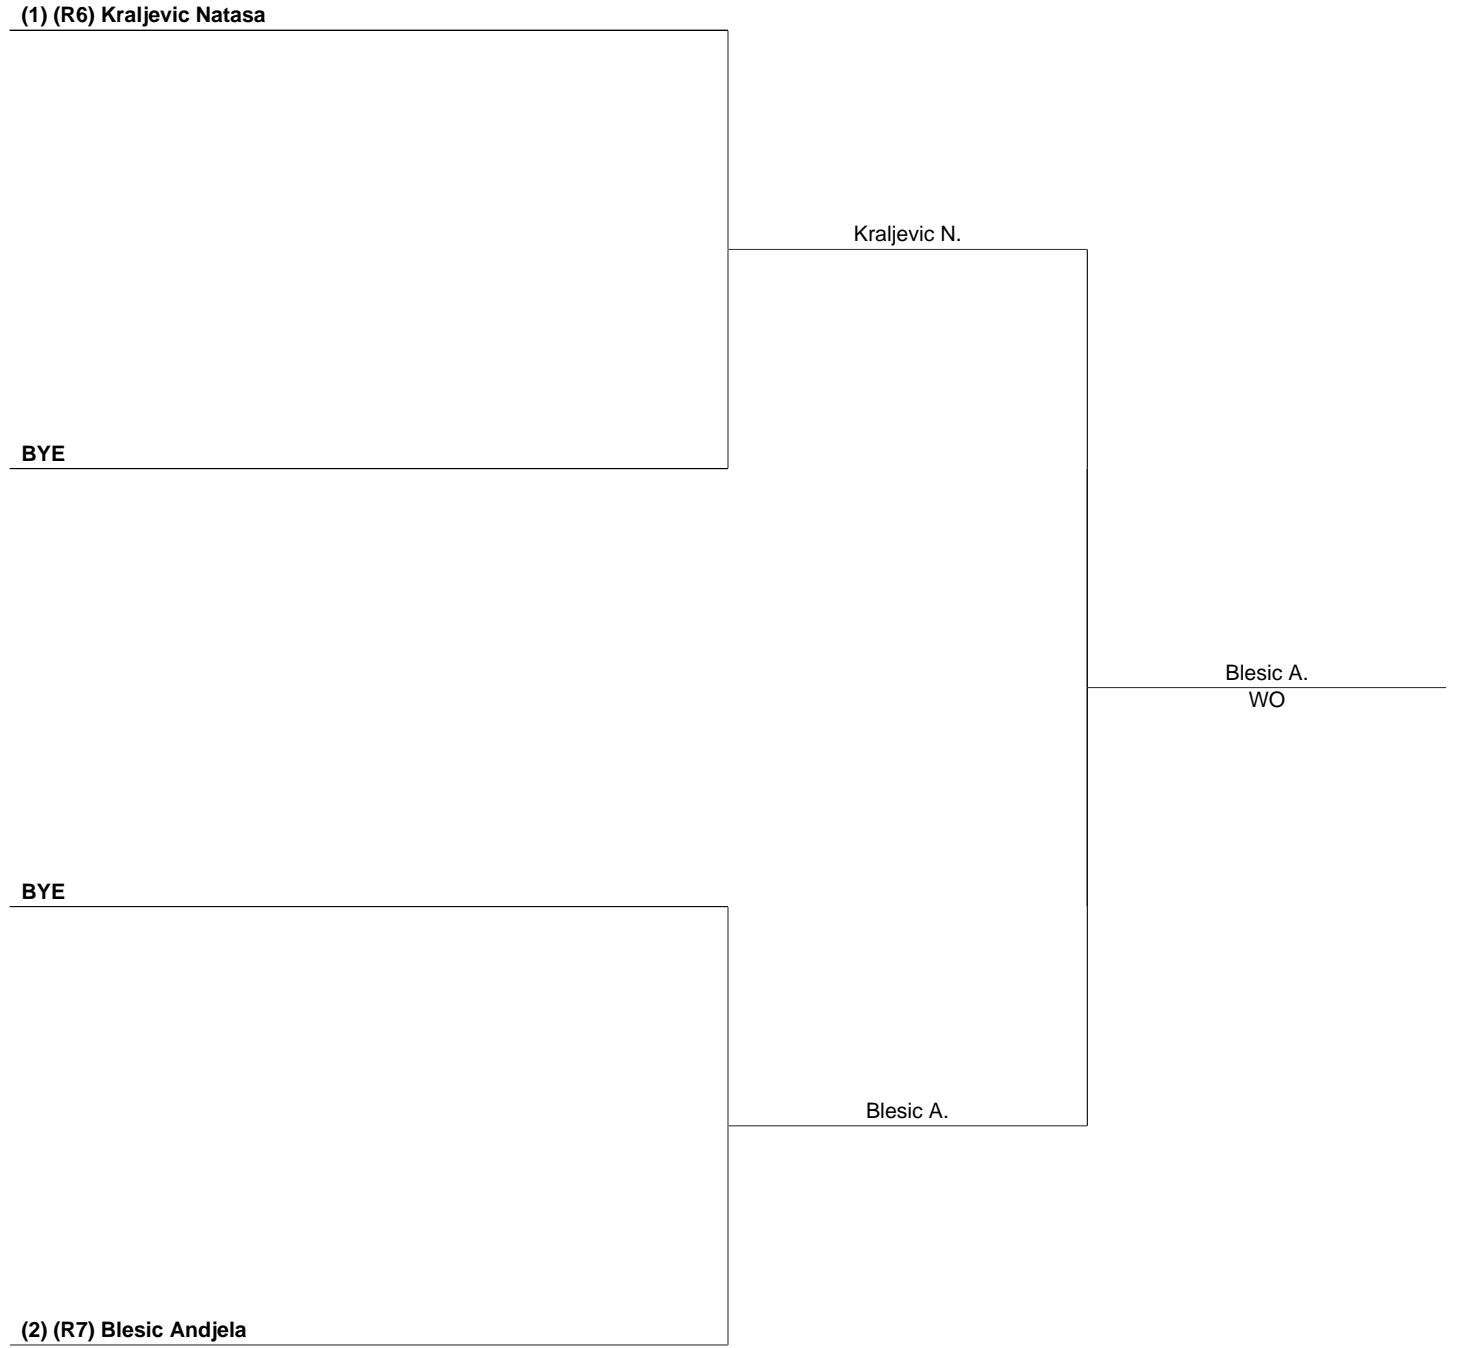 (1) (R6) Kraljevic Natasa
Kraljevic N.
BYE
Blesic A.
WO
BYE
Blesic A.
(2) (R7) Blesic Andjela